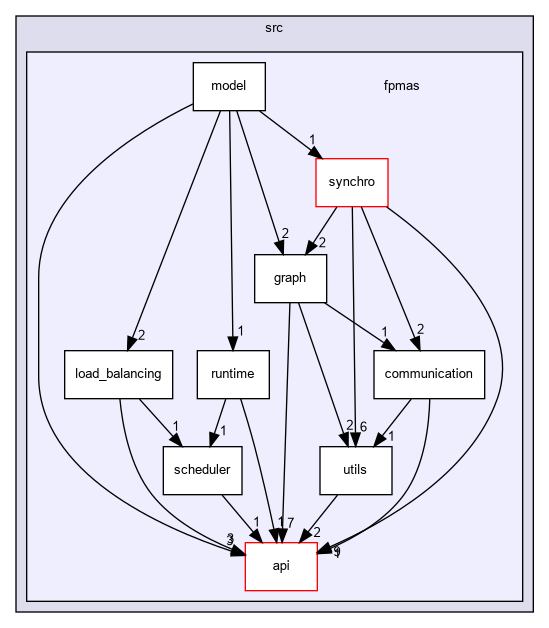 src
fpmas
model
1
synchro
2
2
graph
2
1
1
2
load_balancing
runtime
communication
1
1
2
6
1
scheduler
utils
1
7
2
api